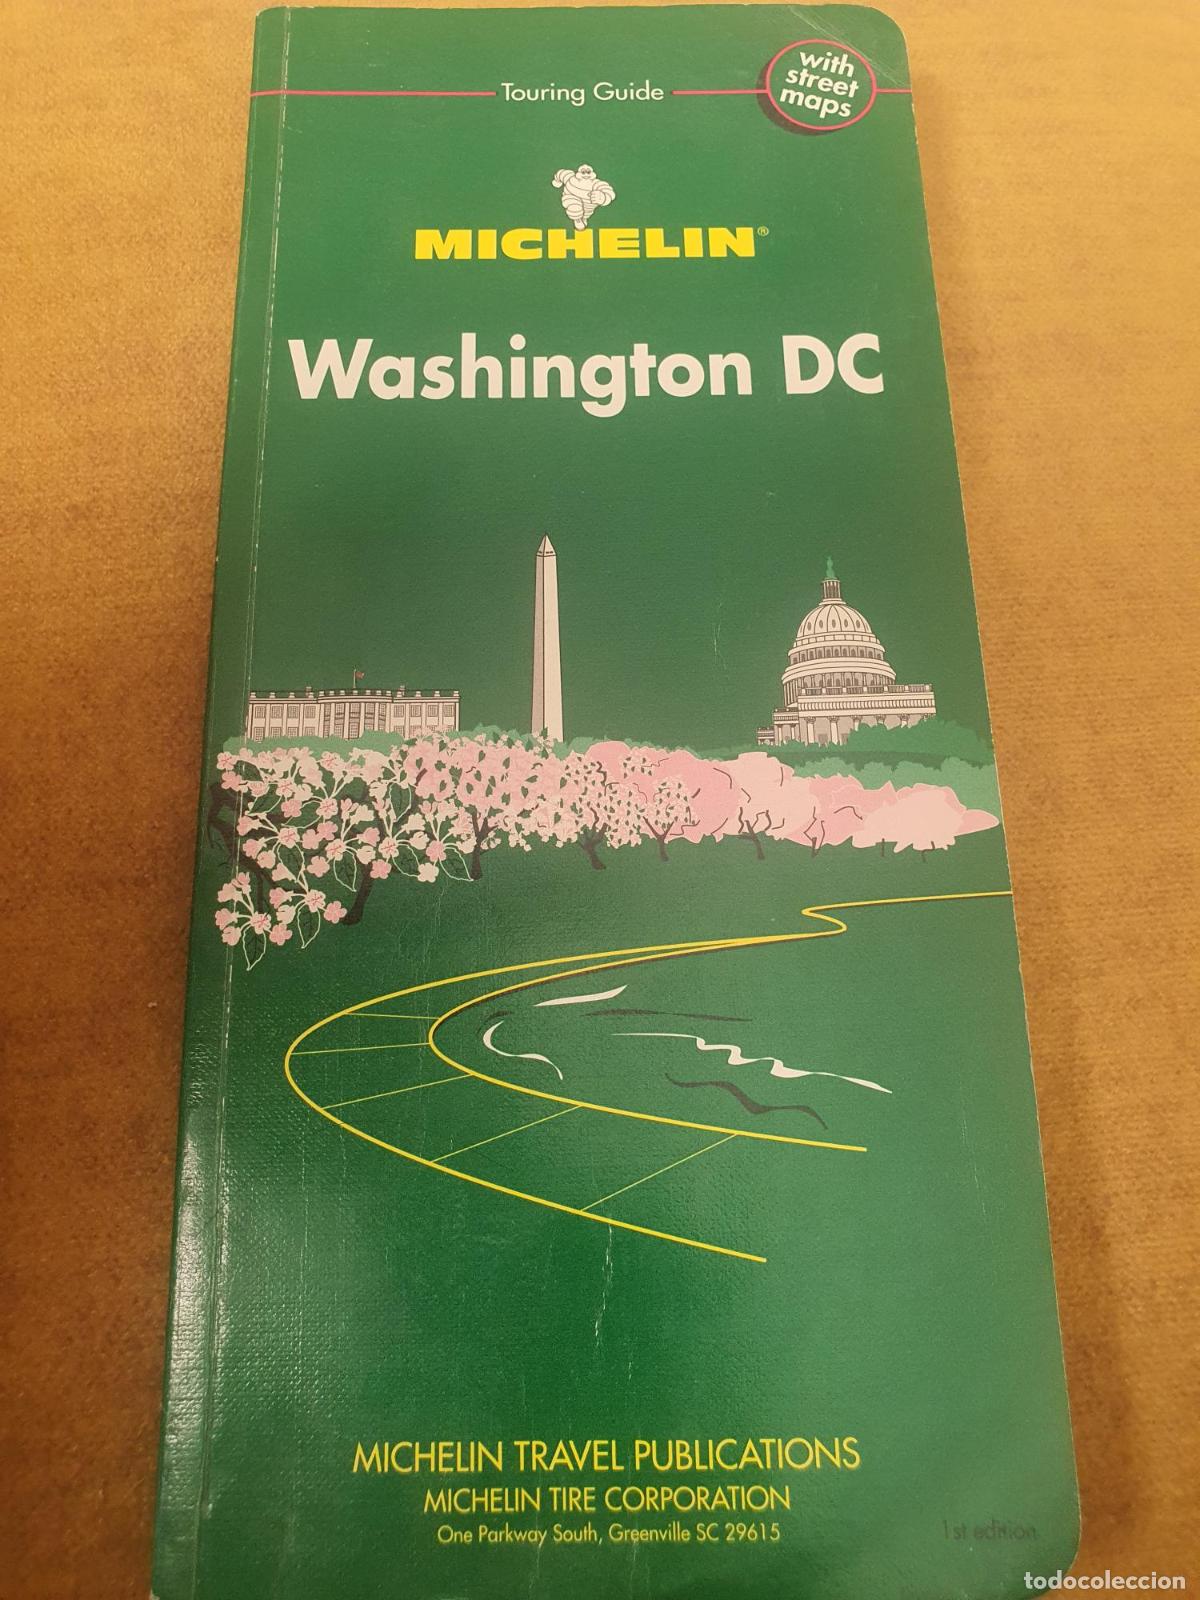 Touring Guide
with
street
maps
MICHELIN®
Washington DC
MICHELIN TRAVEL PUBLICATIONS
MICHELIN TIRE CORPORATION
One Parkway South, Greenville SC 29615
1st edition
todocoleccion